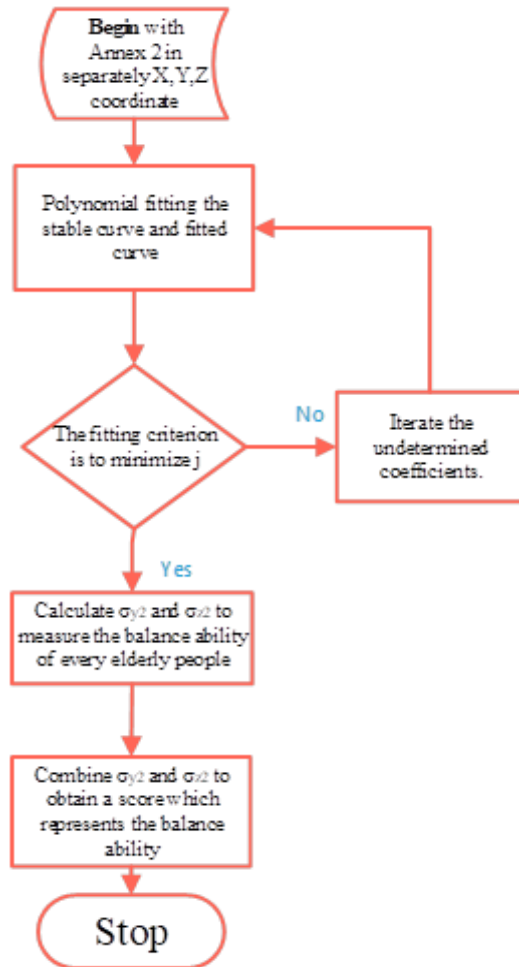 Begin with
Annex 2 in
separately X,Y,Z
coordinate
Polynomial fitting the
stable curve and fitted
curve
The fitting criterion
is to minimize j
No
Iterate the
undetermined
coefficients.
Yes
Calculate σy2 and σz2 to
measure the balance ability
of every elderly people
Combine σy2 and σz2 to
obtain a score which
represents the balance
ability
Stop